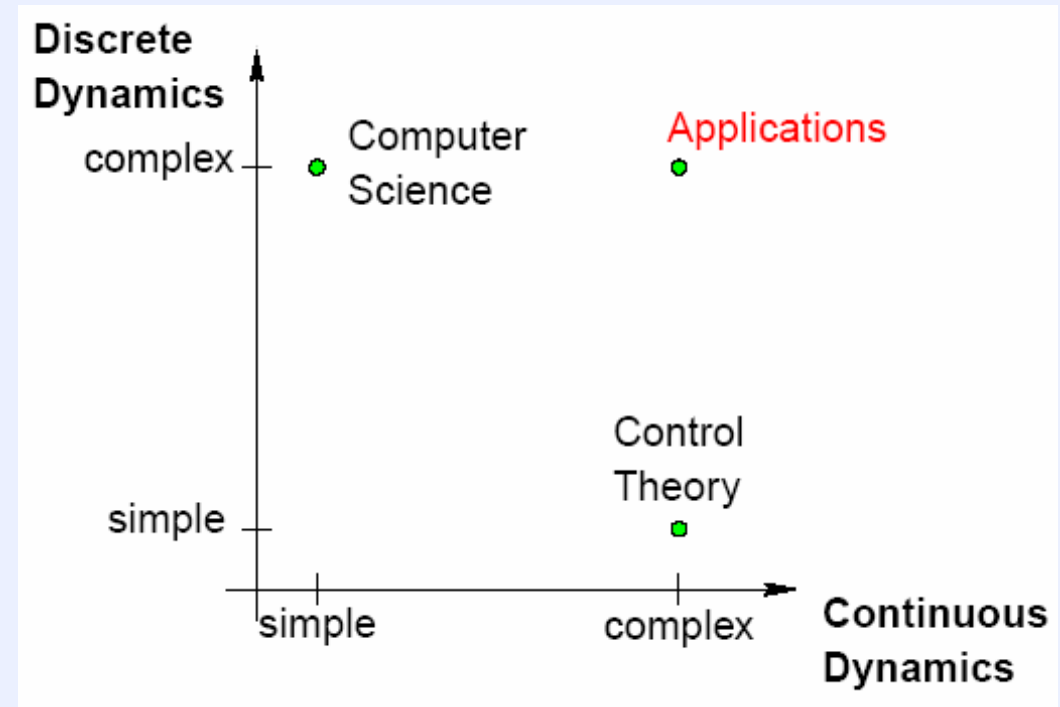 Discrete
Dynamics
complex
Computer
Science
Applications
Control
Theory
simple
simple
complex
Continuous
Dynamics